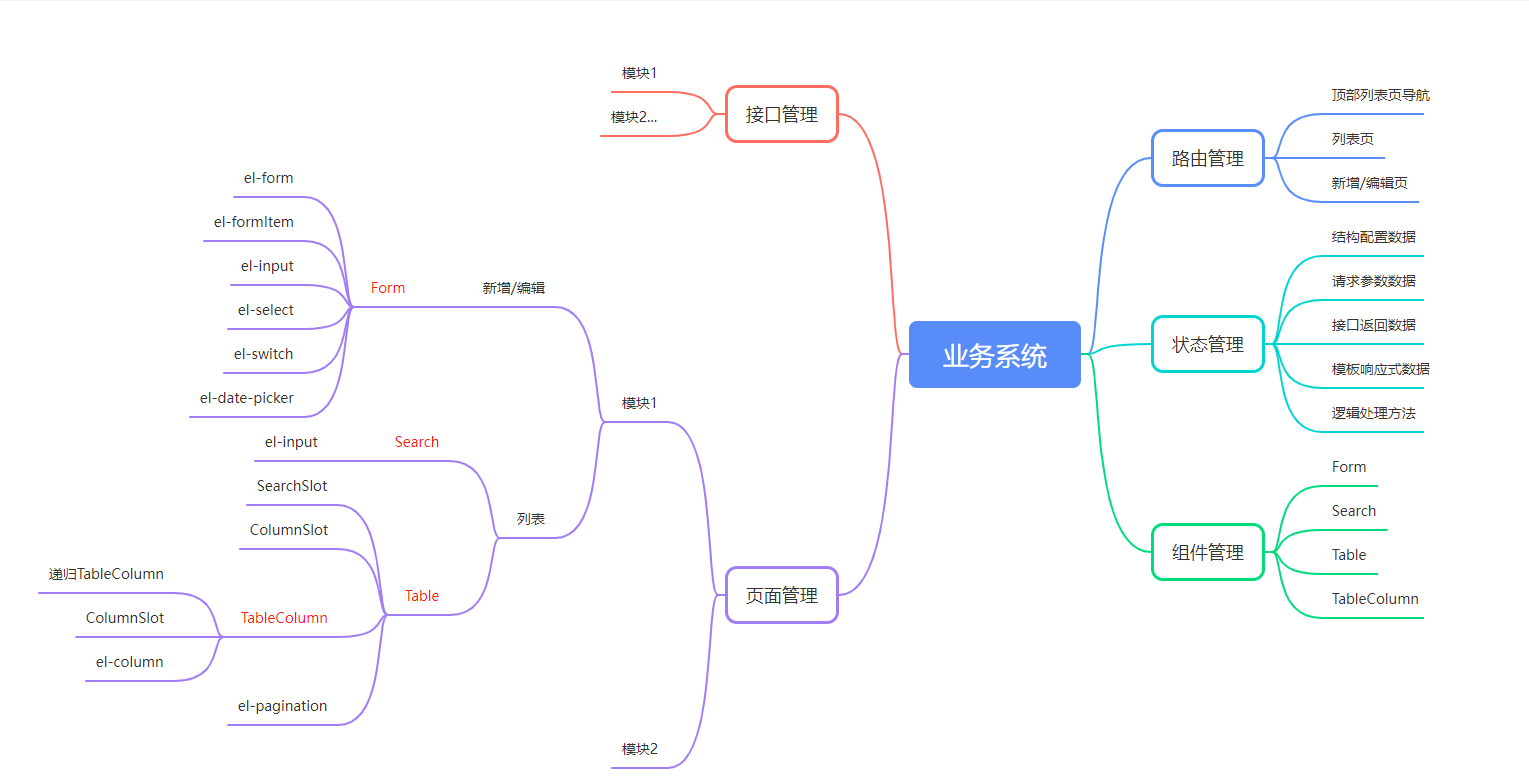 业务系统
路由管理
顶部列表页导航
列表页
新增/编辑页
状态管理
结构配置数据
请求参数数据
接口返回数据
模板响应式数据
逻辑处理方法
组件管理
Form
Search
Table
TableColumn
接口管理
模块1
模块2...
页面管理
模块1
新增/编辑
Form
el-form
el-formItem
el-input
el-select
el-switch
el-date-picker
列表
Search
el-input
Table
SearchSlot
ColumnSlot
TableColumn
递归TableColumn
ColumnSlot
el-column
el-pagination
模块2